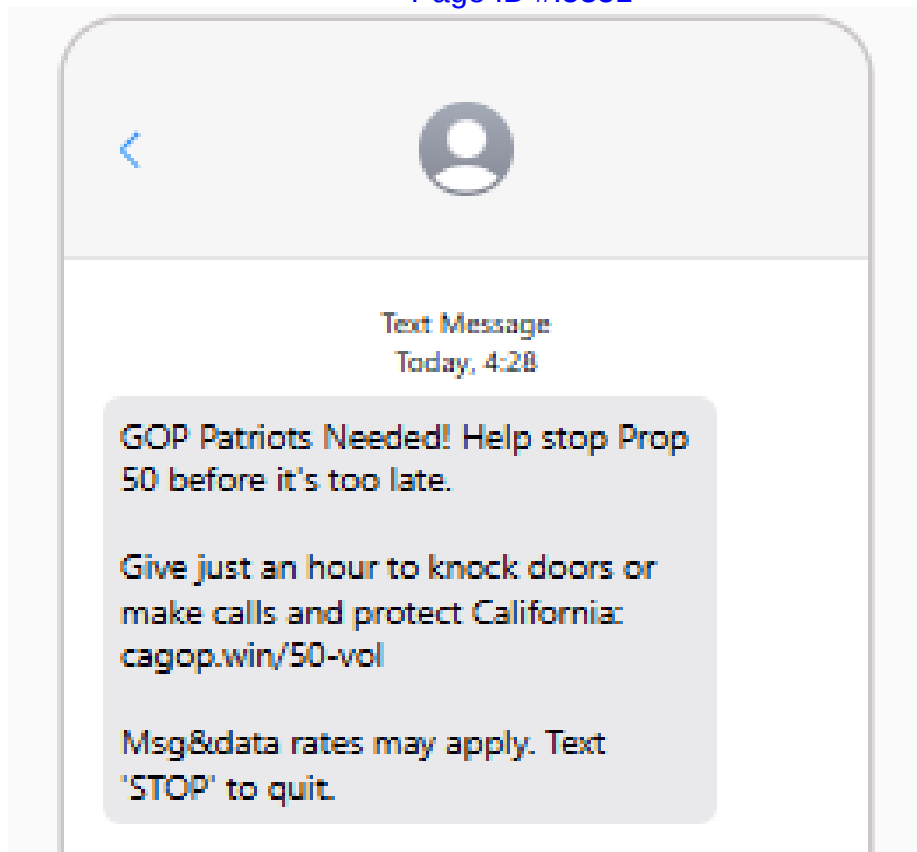 Text Message
Today, 4:28
GOP Patriots Needed! Help stop Prop
50 before it's too late.
Give just an hour to knock doors or
make calls and protect California:
cagop.win/50-vol
Msg&data rates may apply. Text
'STOP' to quit.